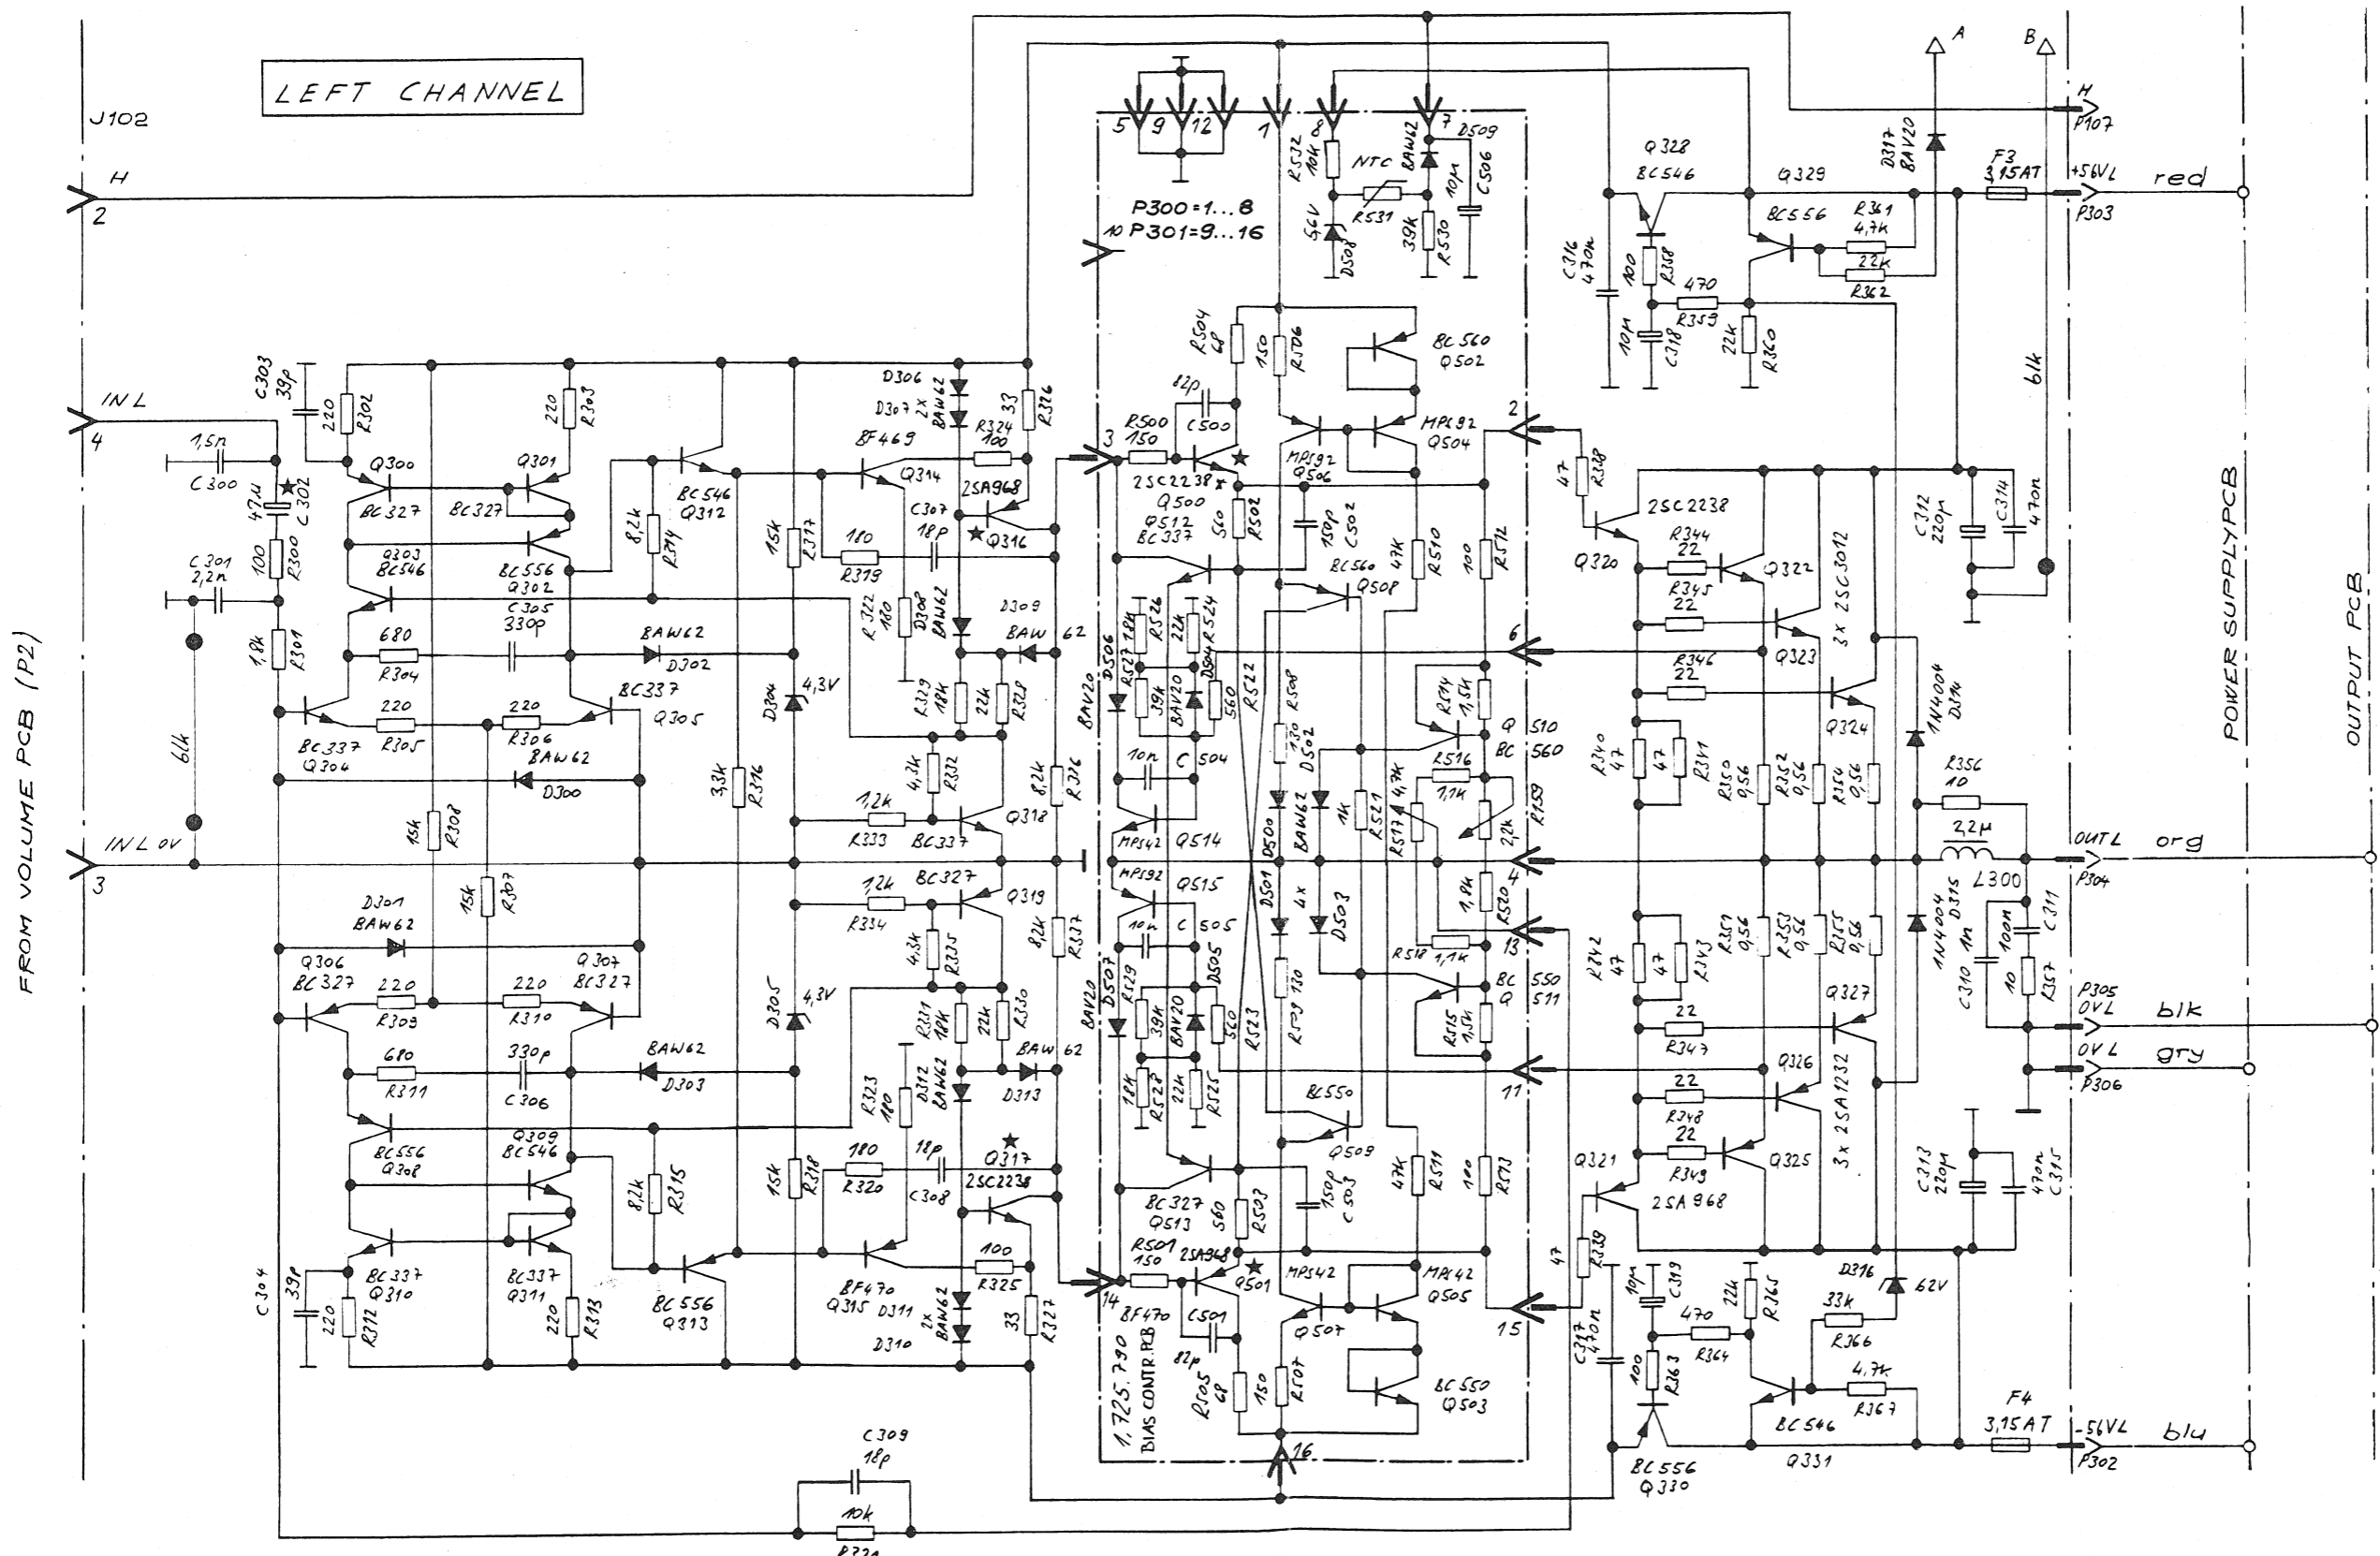 LEFT CHANNEL
J102
H
2
IN L
4
IN L 0V
3
blk
FROM VOLUME PCB (P2)
C303
39p
220
R302
220
R303
1,5n
C300
47µ
C302
100
R300
C301
2,2n
1,8k
R301
Q300
BC327
Q301
BC327
Q303
BC546
BC556
Q302
C305
330p
680
R304
BAW62
D302
BC337
Q304
220
R305
220
R306
BC337
Q305
BAW62
D300
15k
R308
15k
R307
D301
BAW62
Q306
BC327
220
R309
220
R310
Q307
BC327
680
R311
330p
C306
BAW62
D303
BC556
Q308
Q309
BC546
BC337
Q310
BC337
Q311
C304
39p
220
R312
220
R313
8,2k
R314
BC546
Q312
15k
R317
D304
4,3V
3,3k
R316
D305
4,3V
15k
R318
8,2k
R315
BC556
Q313
D306
D307
2x
BAW62
BF469
Q314
R324
100
33
R326
2SA968
Q316
C307
18p
180
R319
R322
180
D308
BAW62
D309
BAW 62
R329
18k
22k
R328
4,3k
R332
1,2k
R333
BC337
Q318
8,2k
R336
1,2k
R334
BC327
Q319
4,3k
R335
8,2k
R337
R331
18k
22k
R330
R323
180
D312
BAW62
BAW 62
D313
180
R320
18p
C308
Q317
2SC2238
BF470
Q315
100
R325
D311
2x
BAW62
D310
33
R327
C309
18p
10k
5
9
12
1
8
7
P300=1...8
10
P301=9...16
R532
10k
NTC
R531
5,6V
D508
BAW62
D509
10µ
C506
39k
R530
R504
68
150
R506
BC560
Q502
82p
C500
3
R500
150
2SC2238
Q500
MPS92
Q506
MPS92
Q504
2
Q512
BC337
560
R502
150p
C502
47k
R510
100
R512
BC560
Q508
D506
BAV20
R527
18k
R526
39k
22k
R524
D504
BAV20
560
R522
6
10n
C 504
R508
130
D502
R514
1,5k
Q 510
BC 560
R516
1,1k
4,7k
R517
R159
2,2k
D500
BAW62
1k
R521
MPS42
Q514
4
MPS92
Q515
D501
4x
D503
1,8k
R520
13
R518
1,1k
10n
C 505
D507
BAV20
R529
39k
D505
BAV20
560
R523
R509
130
BC 550
Q 511
R515
1,5k
18k
R528
22k
R525
11
BC550
Q509
BC327
Q513
560
R503
150p
C503
47k
R511
100
R513
R501
150
2SA968
Q501
14
BF470
C501
82p
MPS42
Q507
MPS42
Q505
15
R505
68
150
R507
BC550
Q503
16
1.725.790
BIAS CONTR.PCB
C316
470n
Q328
BC546
100
R358
10µ
C318
470
R359
22k
R360
Q329
BC556
R361
4,7k
22k
R362
D317
BAV20
A
B
blk
H
P107
F3
3,15AT
+56VL
P303
red
47
R338
2SC2238
Q320
R344
22
R345
22
R346
22
Q322
Q323
Q324
3x 2SC3012
C312
220µ
C314
470n
1N4004
D314
R340
47
47
R341
R350
0,56
R352
0,56
R354
0,56
R356
10
2,2µ
L300
OUTL
P304
org
R342
47
47
R343
R351
0,56
R353
0,56
R355
0,56
1N4004
D315
C310
1n
100n
C311
10
R357
P305
0VL
blk
0VL
P306
gry
Q327
22
R347
Q326
22
R348
22
R349
Q325
3x 2SA1232
Q321
2SA968
C313
220µ
470n
C315
47
R339
C317
470n
10µ
C319
22k
R365
470
R364
100
R363
BC556
Q330
D316
62V
33k
R366
4,7k
R367
BC546
Q331
F4
3,15AT
-56VL
P302
blu
POWER SUPPLY PCB
OUTPUT PCB